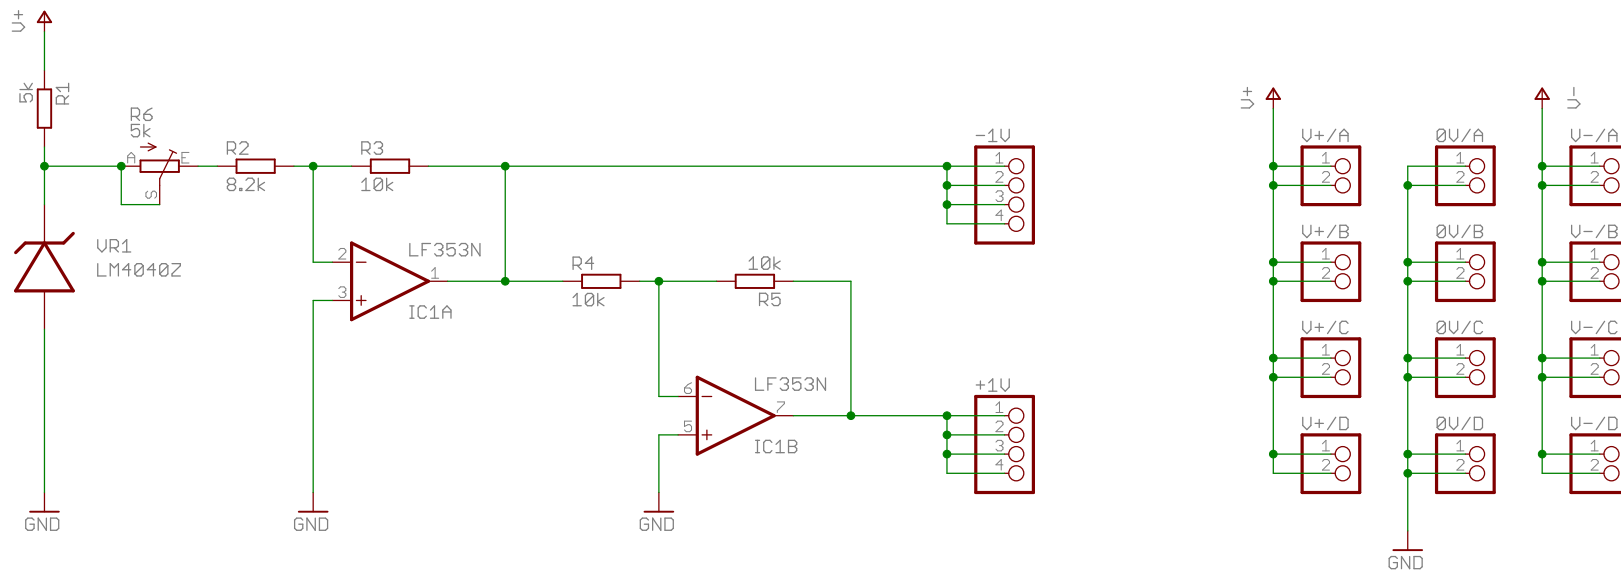 V+
5k
R1
R6
5k
A
E
S
R2
8.2k
R3
10k
VR1
LM4040Z
2
3
1
LF353N
IC1A
R4
10k
10k
R5
6
5
7
LF353N
IC1B
GND
GND
GND
-1V
1
2
3
4
+1V
1
2
3
4
V+
V+/A
1
2
V+/B
1
2
V+/C
1
2
V+/D
1
2
0V/A
1
2
0V/B
1
2
0V/C
1
2
0V/D
1
2
GND
V-
V-/A
1
2
V-/B
1
2
V-/C
1
2
V-/D
1
2